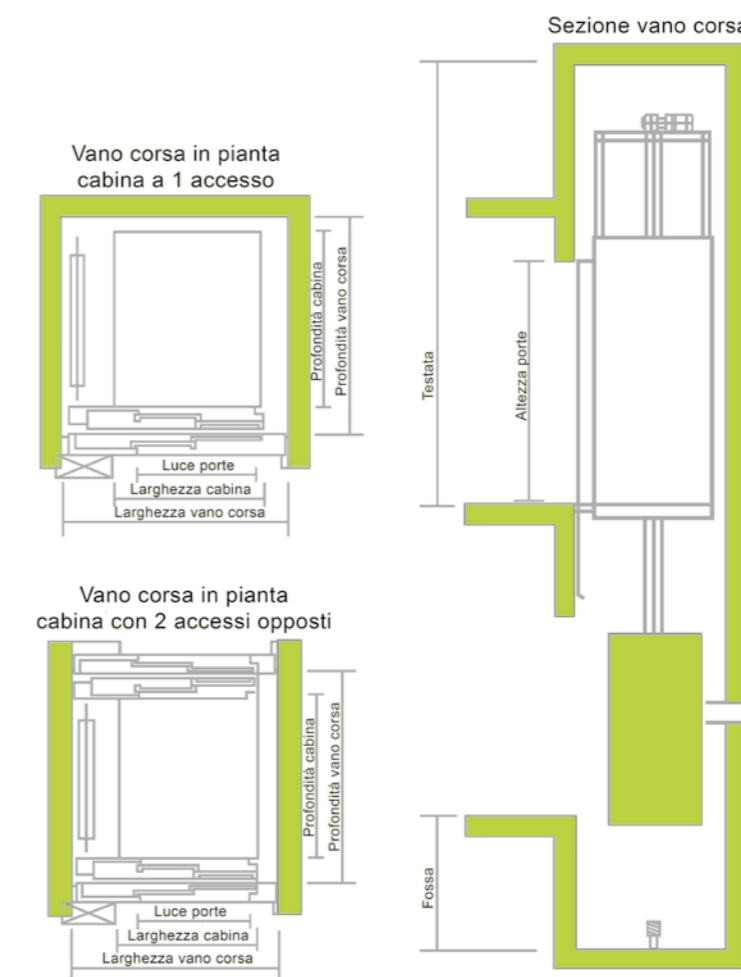 Sezione vano corsa
Vano corsa in pianta
cabina a 1 accesso
Profondità cabina
Profondità vano corsa
Luce porte
Larghezza cabina
Larghezza vano corsa
Testata
Altezza porte
Vano corsa in pianta
cabina con 2 accessi opposti
Profondità cabina
Profondità vano corsa
Luce porte
Larghezza cabina
Larghezza vano corsa
Fossa